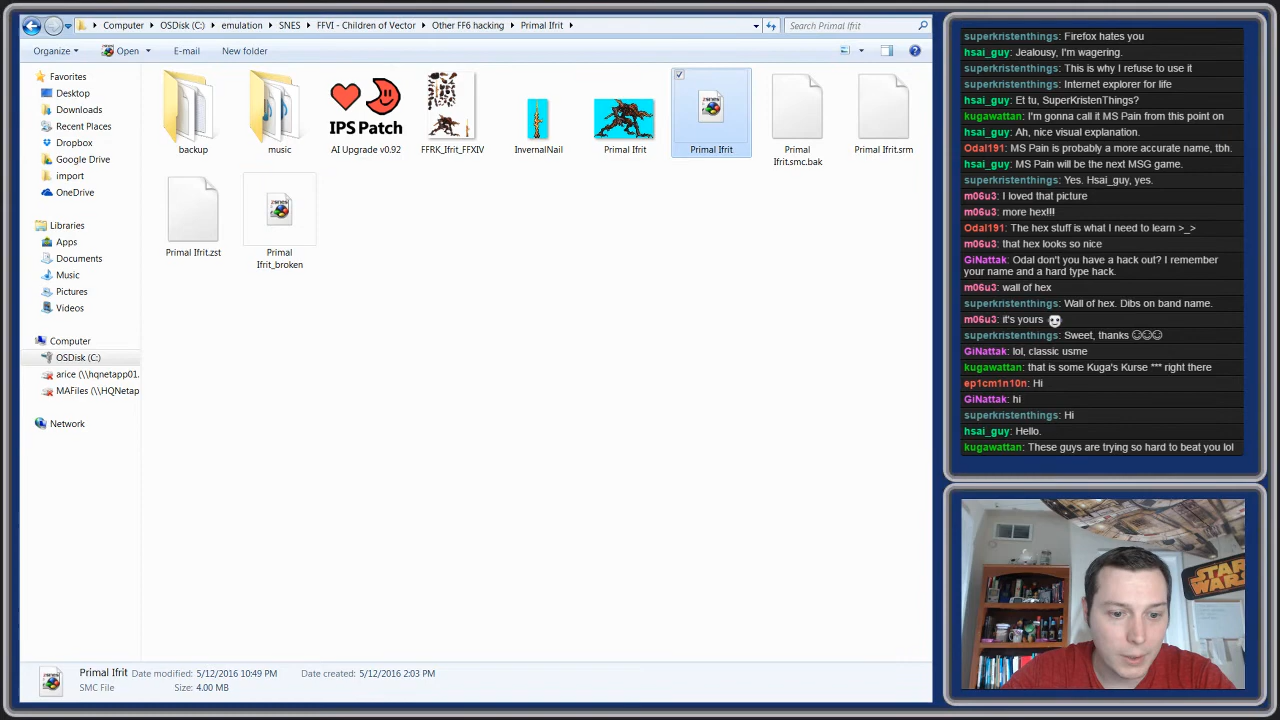 Computer ▸ OSDisk (C:) ▸ emulation ▸ SNES ▸ FFVI - Children of Vector ▸ Other FF6 hacking ▸ Primal Ifrit ▸
Search Primal Ifrit
Organize Open E-mail New folder
Favorites
Desktop
Downloads
Recent Places
Dropbox
Google Drive
import
OneDrive
Libraries
Apps
Documents
Music
Pictures
Videos
Computer
OSDisk (C:)
arice (\\hqnetapp01.
MAFiles (\\HQNetap
Network
IPS Patch
backup
music
AI Upgrade v0.92
FFRK_Ifrit_FFXIV
InvernalNail
Primal Ifrit
zsnes
Primal Ifrit
Primal
Ifrit.smc.bak
Primal Ifrit.srm
Primal Ifrit.zst
zsnes
Primal
Ifrit_broken
Primal Ifrit Date modified: 5/12/2016 10:49 PM Date created: 5/12/2016 2:03 PM
SMC File Size: 4.00 MB
superkristenthings: Firefox hates you
hsai_guy: Jealousy, I'm wagering.
superkristenthings: This is why I refuse to use it
superkristenthings: Internet explorer for life
hsai_guy: Et tu, SuperKristenThings?
kugawattan: I'm gonna call it MS Pain from this point on
hsai_guy: Ah, nice visual explanation.
Odal191: MS Pain is probably a more accurate name, tbh.
hsai_guy: MS Pain will be the next MSG game.
superkristenthings: Yes. Hsai_guy, yes.
m06u3: I loved that picture
m06u3: more hex!!!
Odal191: The hex stuff is what I need to learn >_>
m06u3: that hex looks so nice
GiNattak: Odal don't you have a hack out? I remember
your name and a hard type hack.
m06u3: wall of hex
superkristenthings: Wall of hex. Dibs on band name.
m06u3: it's yours
superkristenthings: Sweet, thanks ☺☺☺
GiNattak: lol, classic usme
kugawattan: that is some Kuga's Kurse *** right there
ep1cm1n10n: Hi
GiNattak: hi
superkristenthings: Hi
hsai_guy: Hello.
kugawattan: These guys are trying so hard to beat you lol
STAR
WARS